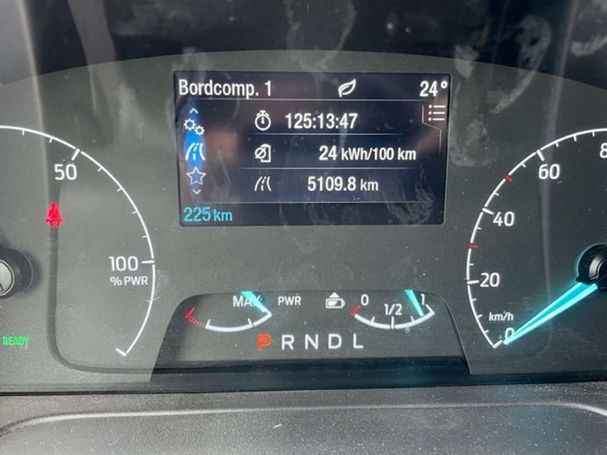 Bordcomp. 1 24°
125:13:47
24 kWh/100 km
5109.8 km
225 km
50
100
% PWR
READY
MAX PWR
0 1/2 1
P R N D L
60
40
20
km/h
0